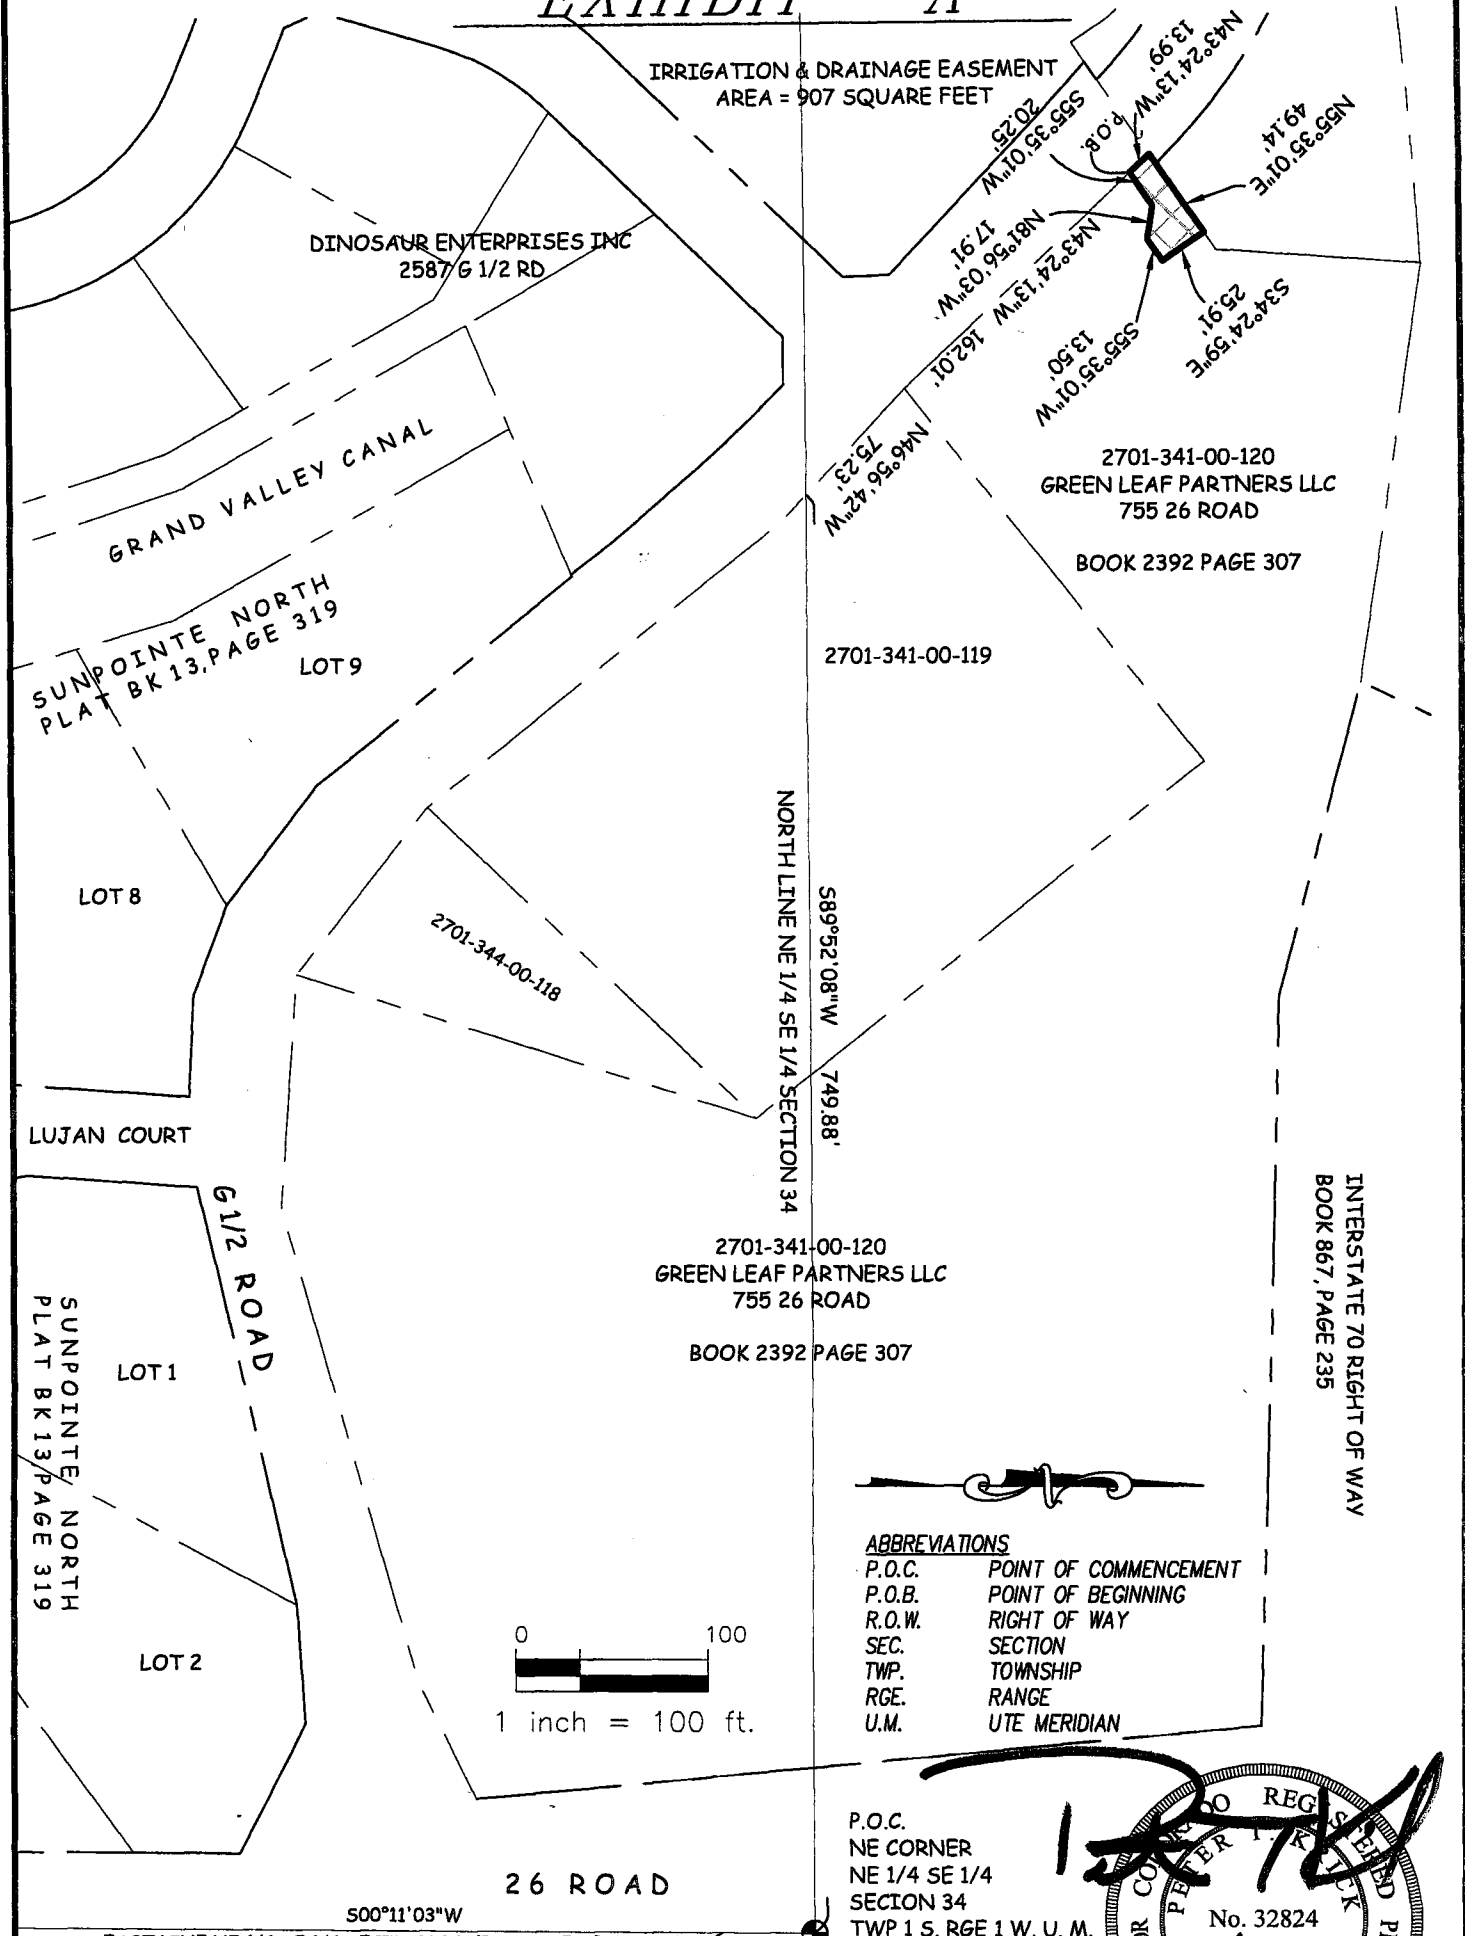 EXHIBIT "A"
IRRIGATION & DRAINAGE EASEMENT
AREA = 907 SQUARE FEET
N43°24'13"W
13.99'
P.O.B.
S55°35'01"W
20.25'
N55°35'01"E
49.14'
N81°56'03"W
17.91'
N43°24'13"W 162.01'
S34°24'59"E
25.91'
S55°35'01"W
13.50'
N46°56'42"W
75.23'
DINOSAUR ENTERPRISES INC
2587 G 1/2 RD
GRAND VALLEY CANAL
2701-341-00-120
GREEN LEAF PARTNERS LLC
755 26 ROAD
BOOK 2392 PAGE 307
SUNPOINTE NORTH
PLAT BK 13, PAGE 319
LOT 9
2701-341-00-119
LOT 8
2701-344-00-118
S89°52'08"W 749.88'
NORTH LINE NE 1/4 SE 1/4 SECTION 34
LUJAN COURT
G 1/2 ROAD
INTERSTATE 70 RIGHT OF WAY
BOOK 867, PAGE 235
2701-341-00-120
GREEN LEAF PARTNERS LLC
755 26 ROAD
BOOK 2392 PAGE 307
SUNPOINTE NORTH
PLAT BK 13 PAGE 319
LOT 1
LOT 2
ABBREVIATIONS
P.O.C. POINT OF COMMENCEMENT
P.O.B. POINT OF BEGINNING
R.O.W. RIGHT OF WAY
SEC. SECTION
TWP. TOWNSHIP
RGE. RANGE
U.M. UTE MERIDIAN
0 100
1 inch = 100 ft.
P.O.C.
NE CORNER
NE 1/4 SE 1/4
SECION 34
TWP 1 S, RGE 1 W, U. M.
26 ROAD
S00°11'03"W
COLORADO REGISTERED
PETER T. KRICK
No. 32824